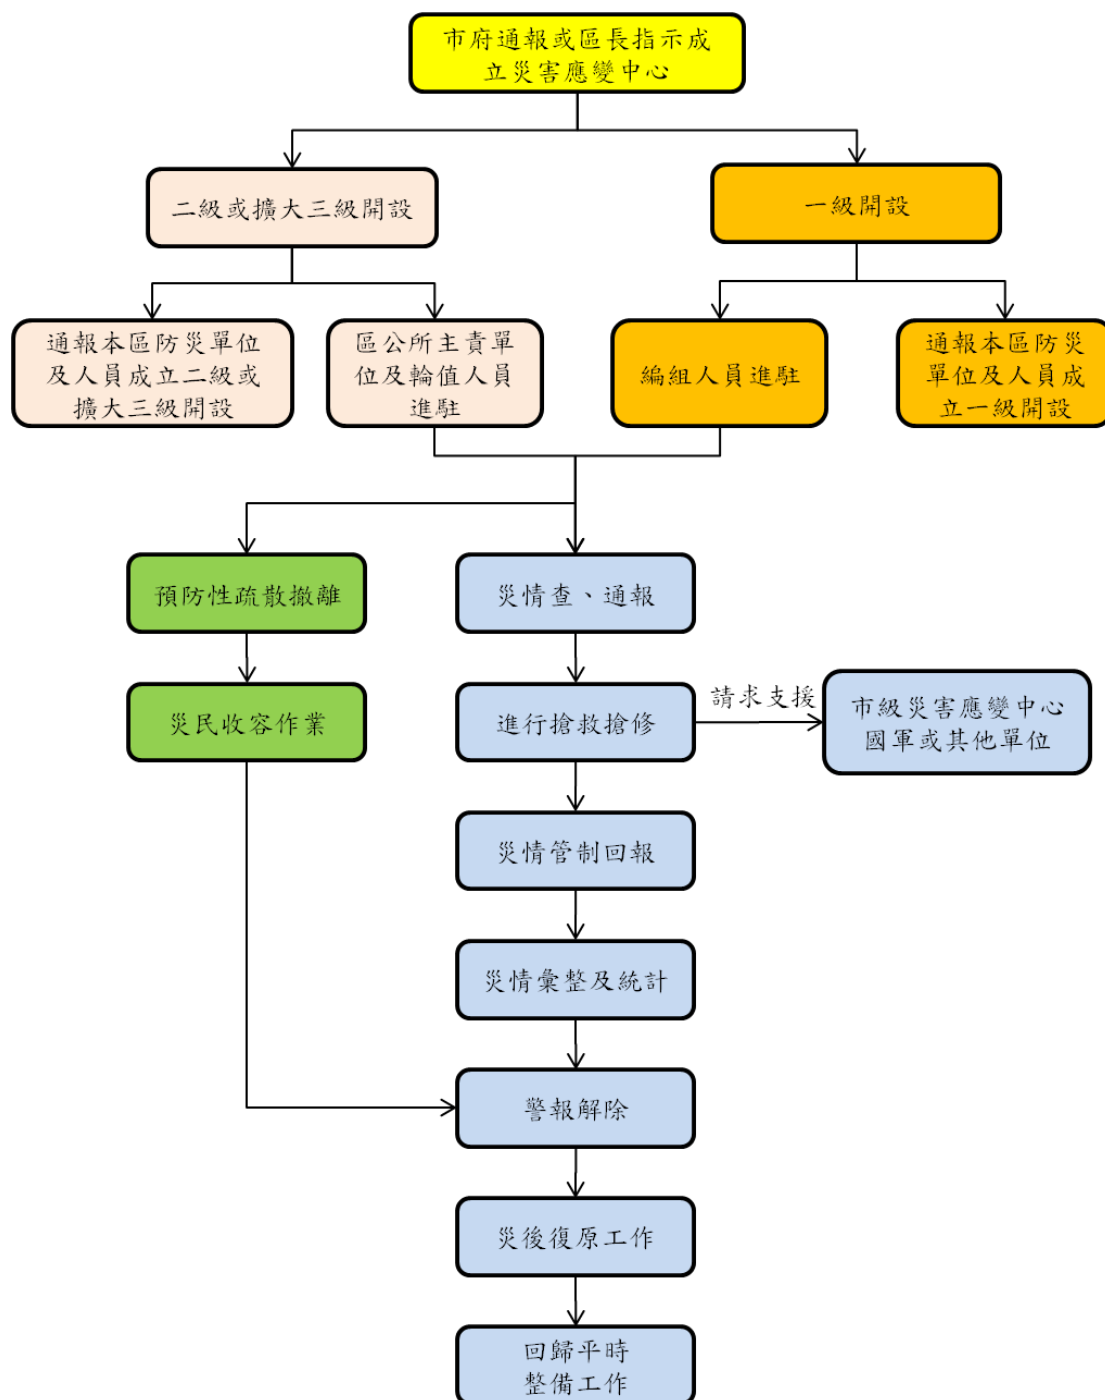 市府通報或區長指示成
立災害應變中心
二級或擴大三級開設
一級開設
通報本區防災單位
及人員成立二級或
擴大三級開設
區公所主責單
位及輪值人員
進駐
編組人員進駐
通報本區防災
單位及人員成
立一級開設
預防性疏散撤離
災情查、通報
災民收容作業
進行搶救搶修
請求支援
市級災害應變中心
國軍或其他單位
災情管制回報
災情彙整及統計
警報解除
災後復原工作
回歸平時
整備工作